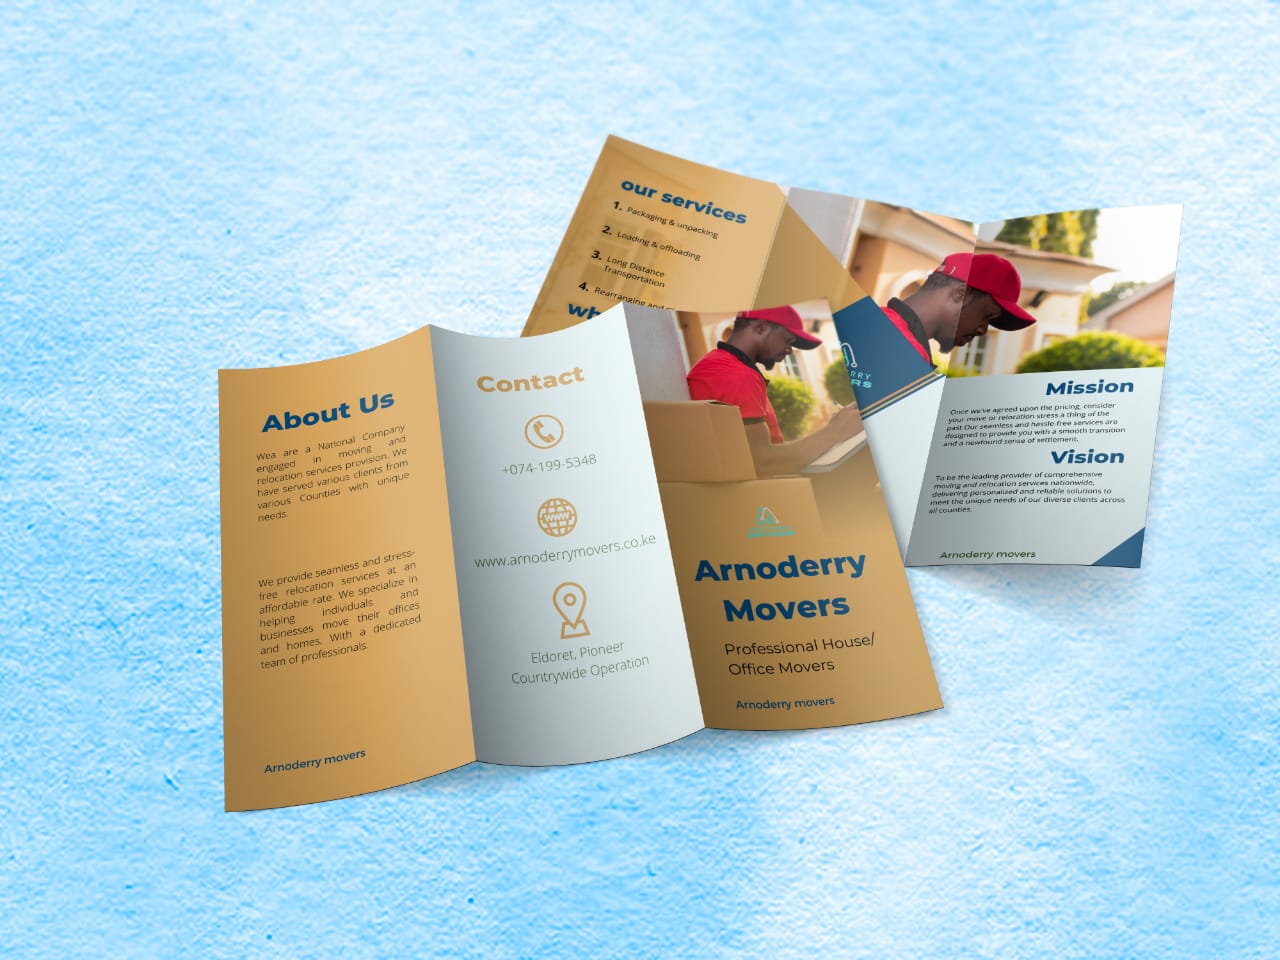 About Us
Wea are a National Company
engaged in moving and
relocation services provision. We
have served various clients from
various Counties with unique
needs.
We provide seamless and stress-
free relocation services at an
affordable rate. We specialize in
helping individuals and
businesses move their offices
and homes. With a dedicated
team of professionals.
Arnoderry movers
Contact
+074-199-5348
www.arnoderrymovers.co.ke
Eldoret, Pioneer
Countrywide Operation
Arnoderry
Movers
Professional House/
Office Movers
Arnoderry movers
our services
1. Packaging & unpacking
2. Loading & offloading
3. Long Distance
Transportation
4. Rearranging and
wh
RRY
RS
Mission
Once we've agreed upon the pricing, consider
your move or relocation stress a thing of the
past.Our seamless and hassle-free services are
designed to provide you with a smooth transition
and a newfound sense of settlement.
Vision
To be the leading provider of comprehensive
moving and relocation services nationwide,
delivering personalized and reliable solutions to
meet the unique needs of our diverse clients across
all counties.
Arnoderry movers